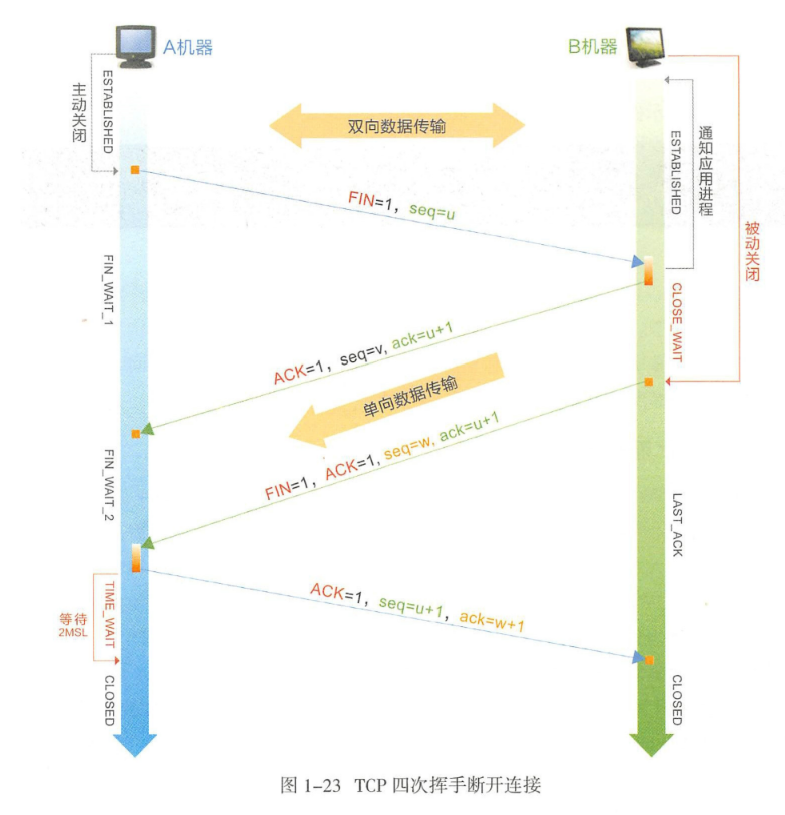 A机器
B机器
主动关闭
ESTABLISHED
双向数据传输
ESTABLISHED
通知应用进程
FIN=1, seq=u
被动关闭
FIN_WAIT_1
CLOSE_WAIT
ACK=1, seq=v, ack=u+1
单向数据传输
FIN=1, ACK=1, seq=w, ack=u+1
FIN_WAIT_2
LAST_ACK
ACK=1, seq=u+1, ack=w+1
等待
2MSL
TIME_WAIT
CLOSED
CLOSED
图 1-23 TCP 四次挥手断开连接